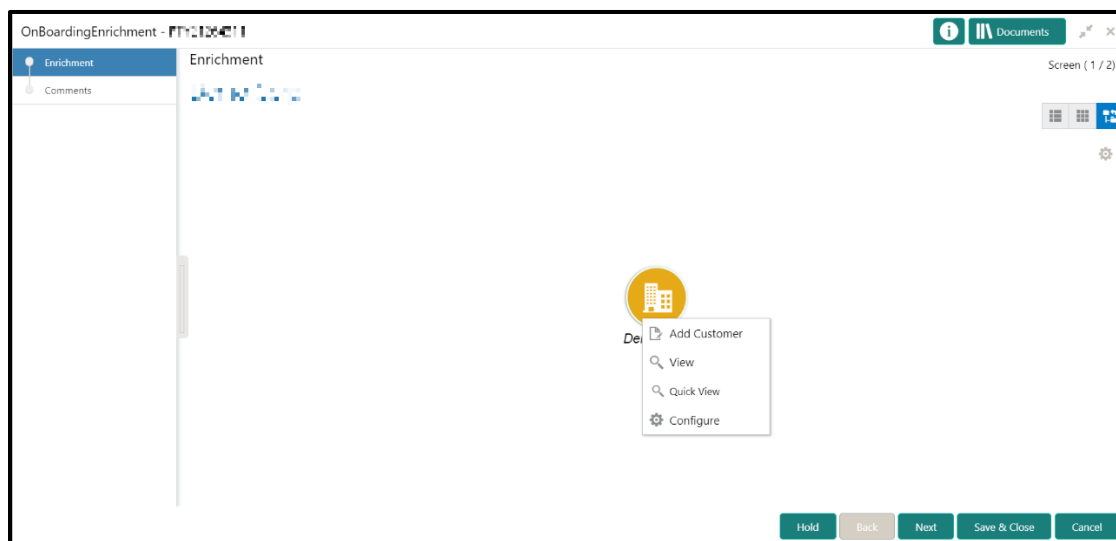 OnBoardingEnrichment -
Documents
Enrichment
Comments
Enrichment
Screen ( 1 / 2)
Add Customer
View
Quick View
Configure
Hold
Back
Next
Save & Close
Cancel